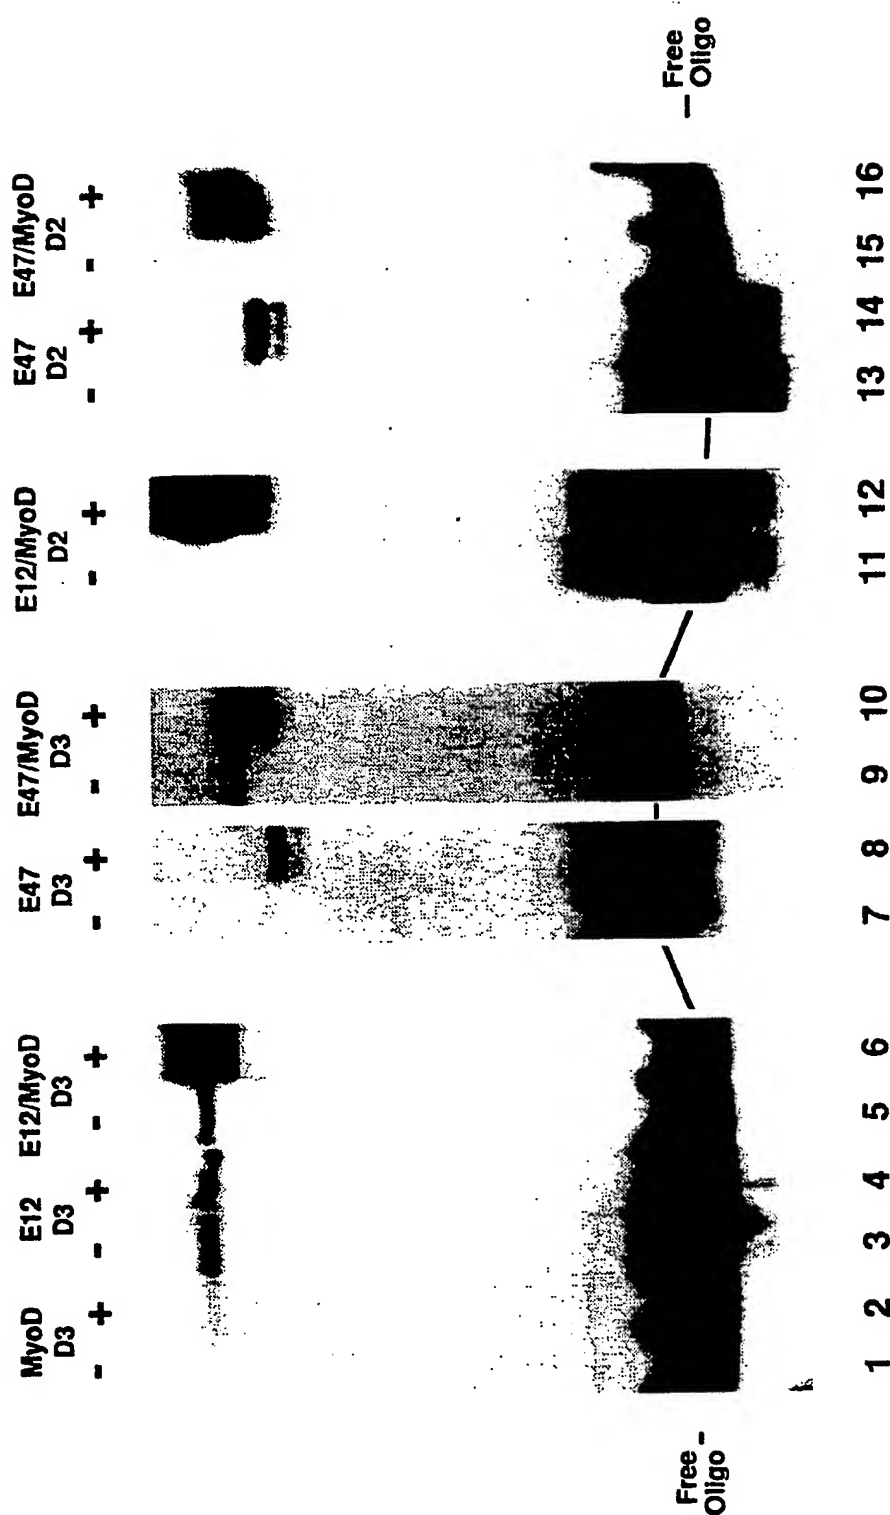 MyoD E12 E12/MyoD E47 E47/MyoD E12/MyoD E47 E47/MyoD
D3 D3 D3 D3 D3 D2 D2 D2
- + - + - + - + - + - + - + - +
Free -
Oligo
– Free
Oligo
1 2 3 4 5 6 7 8 9 10 11 12 13 14 15 16